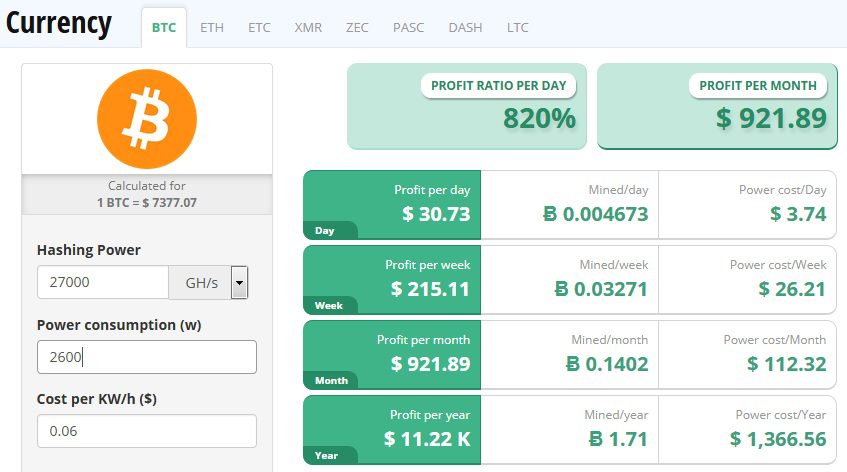 Currency
BTC ETH ETC XMR ZEC PASC DASH LTC
Calculated for
1 BTC = $ 7377.07
Hashing Power
27000 GH/s
Power consumption (w)
2600
Cost per KW/h ($)
0.06
PROFIT RATIO PER DAY
820%
PROFIT PER MONTH
$ 921.89
Profit per day Mined/day Power cost/Day
$ 30.73 Ƀ 0.004673 $ 3.74
Day
Profit per week Mined/week Power cost/Week
$ 215.11 Ƀ 0.03271 $ 26.21
Week
Profit per month Mined/month Power cost/Month
$ 921.89 Ƀ 0.1402 $ 112.32
Month
Profit per year Mined/year Power cost/Year
$ 11.22 K Ƀ 1.71 $ 1,366.56
Year